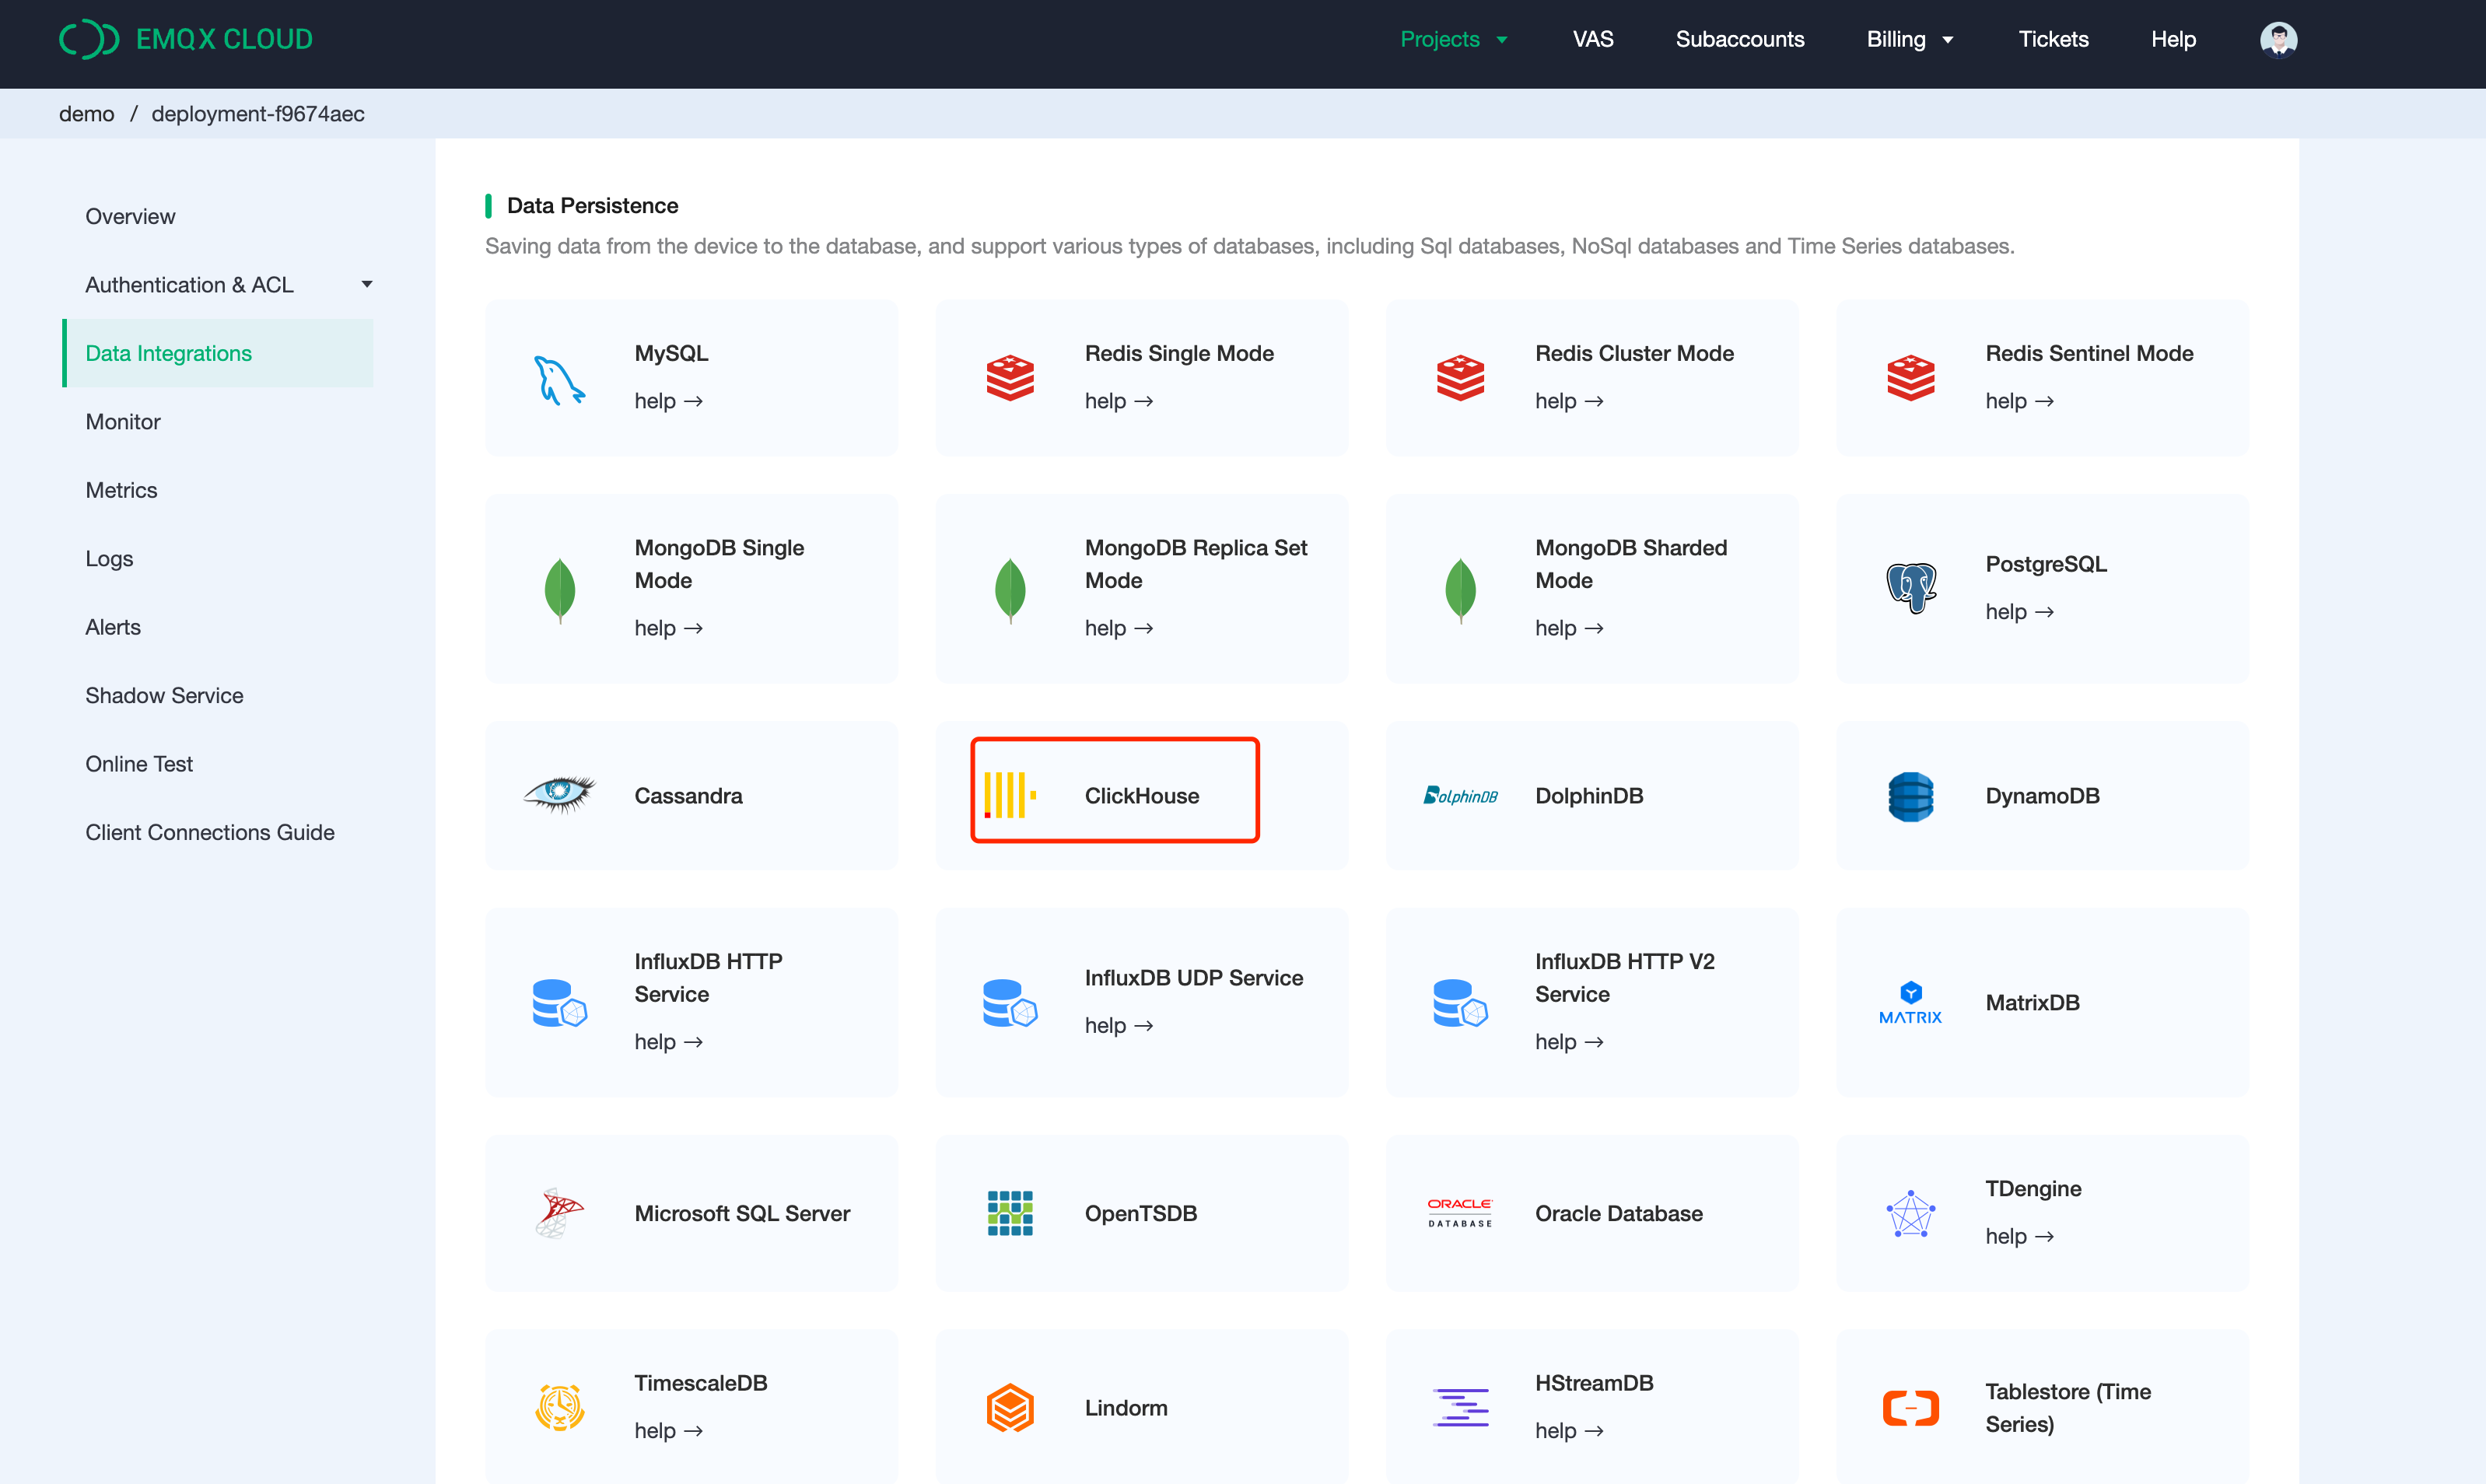 EMQX CLOUD
Projects
VAS
Subaccounts
Billing
Tickets
Help
demo / deployment-f9674aec
Overview
Authentication & ACL
Data Integrations
Monitor
Metrics
Logs
Alerts
Shadow Service
Online Test
Client Connections Guide
Data Persistence
Saving data from the device to the database, and support various types of databases, including Sql databases, NoSql databases and Time Series databases.
MySQL
help →
Redis Single Mode
help →
Redis Cluster Mode
help →
Redis Sentinel Mode
help →
MongoDB Single
Mode
help →
MongoDB Replica Set
Mode
help →
MongoDB Sharded
Mode
help →
PostgreSQL
help →
Cassandra
ClickHouse
DolphinDB
DolphinDB
DynamoDB
InfluxDB HTTP
Service
help →
InfluxDB UDP Service
help →
InfluxDB HTTP V2
Service
help →
MATRIX
MatrixDB
Microsoft SQL Server
OpenTSDB
ORACLE
DATABASE
Oracle Database
TDengine
help →
TimescaleDB
help →
Lindorm
HStreamDB
help →
Tablestore (Time
Series)